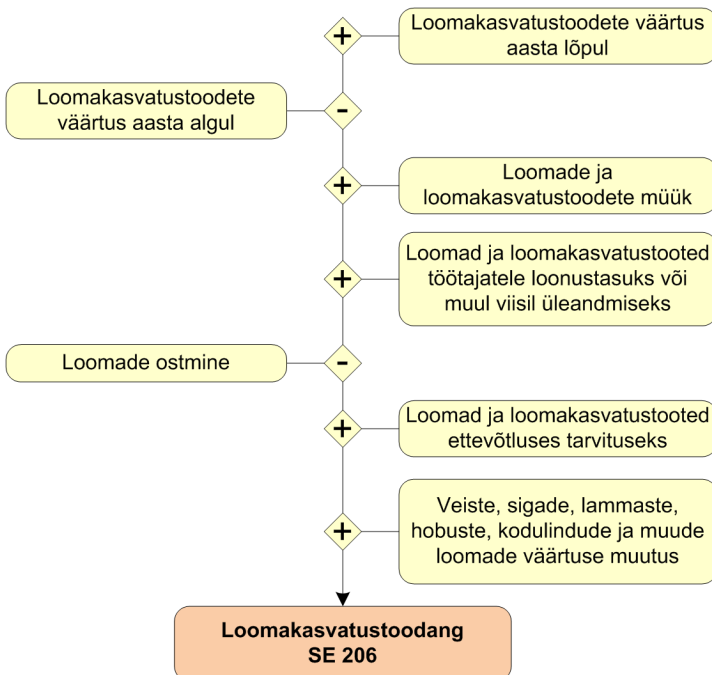 +
Loomakasvatustoodete väärtus
aasta lõpul
Loomakasvatustoodete
väärtus aasta algul
-
+
Loomade ja
loomakasvatustoodete müük
+
Loomad ja loomakasvatustooted
töötajatele loonustasuks või
muul viisil üleandmiseks
Loomade ostmine
-
+
Loomad ja loomakasvatustooted
ettevõtluses tarvituseks
+
Veiste, sigade, lammaste,
hobuste, kodulindude ja muude
loomade väärtuse muutus
Loomakasvatustoodang
SE 206